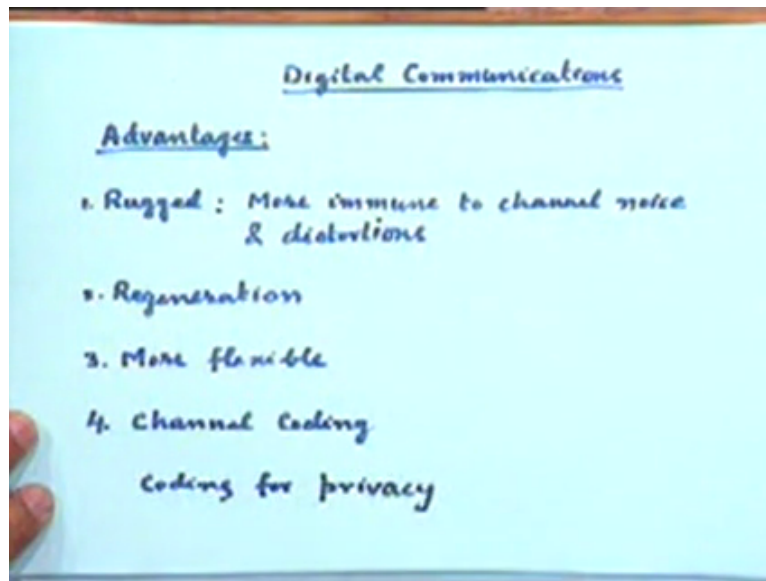 Digital Communications
Advantages:
1. Rugged : More immune to channel noise
& distortions
2. Regeneration
3. More flexible
4. Channel Coding
Coding for privacy